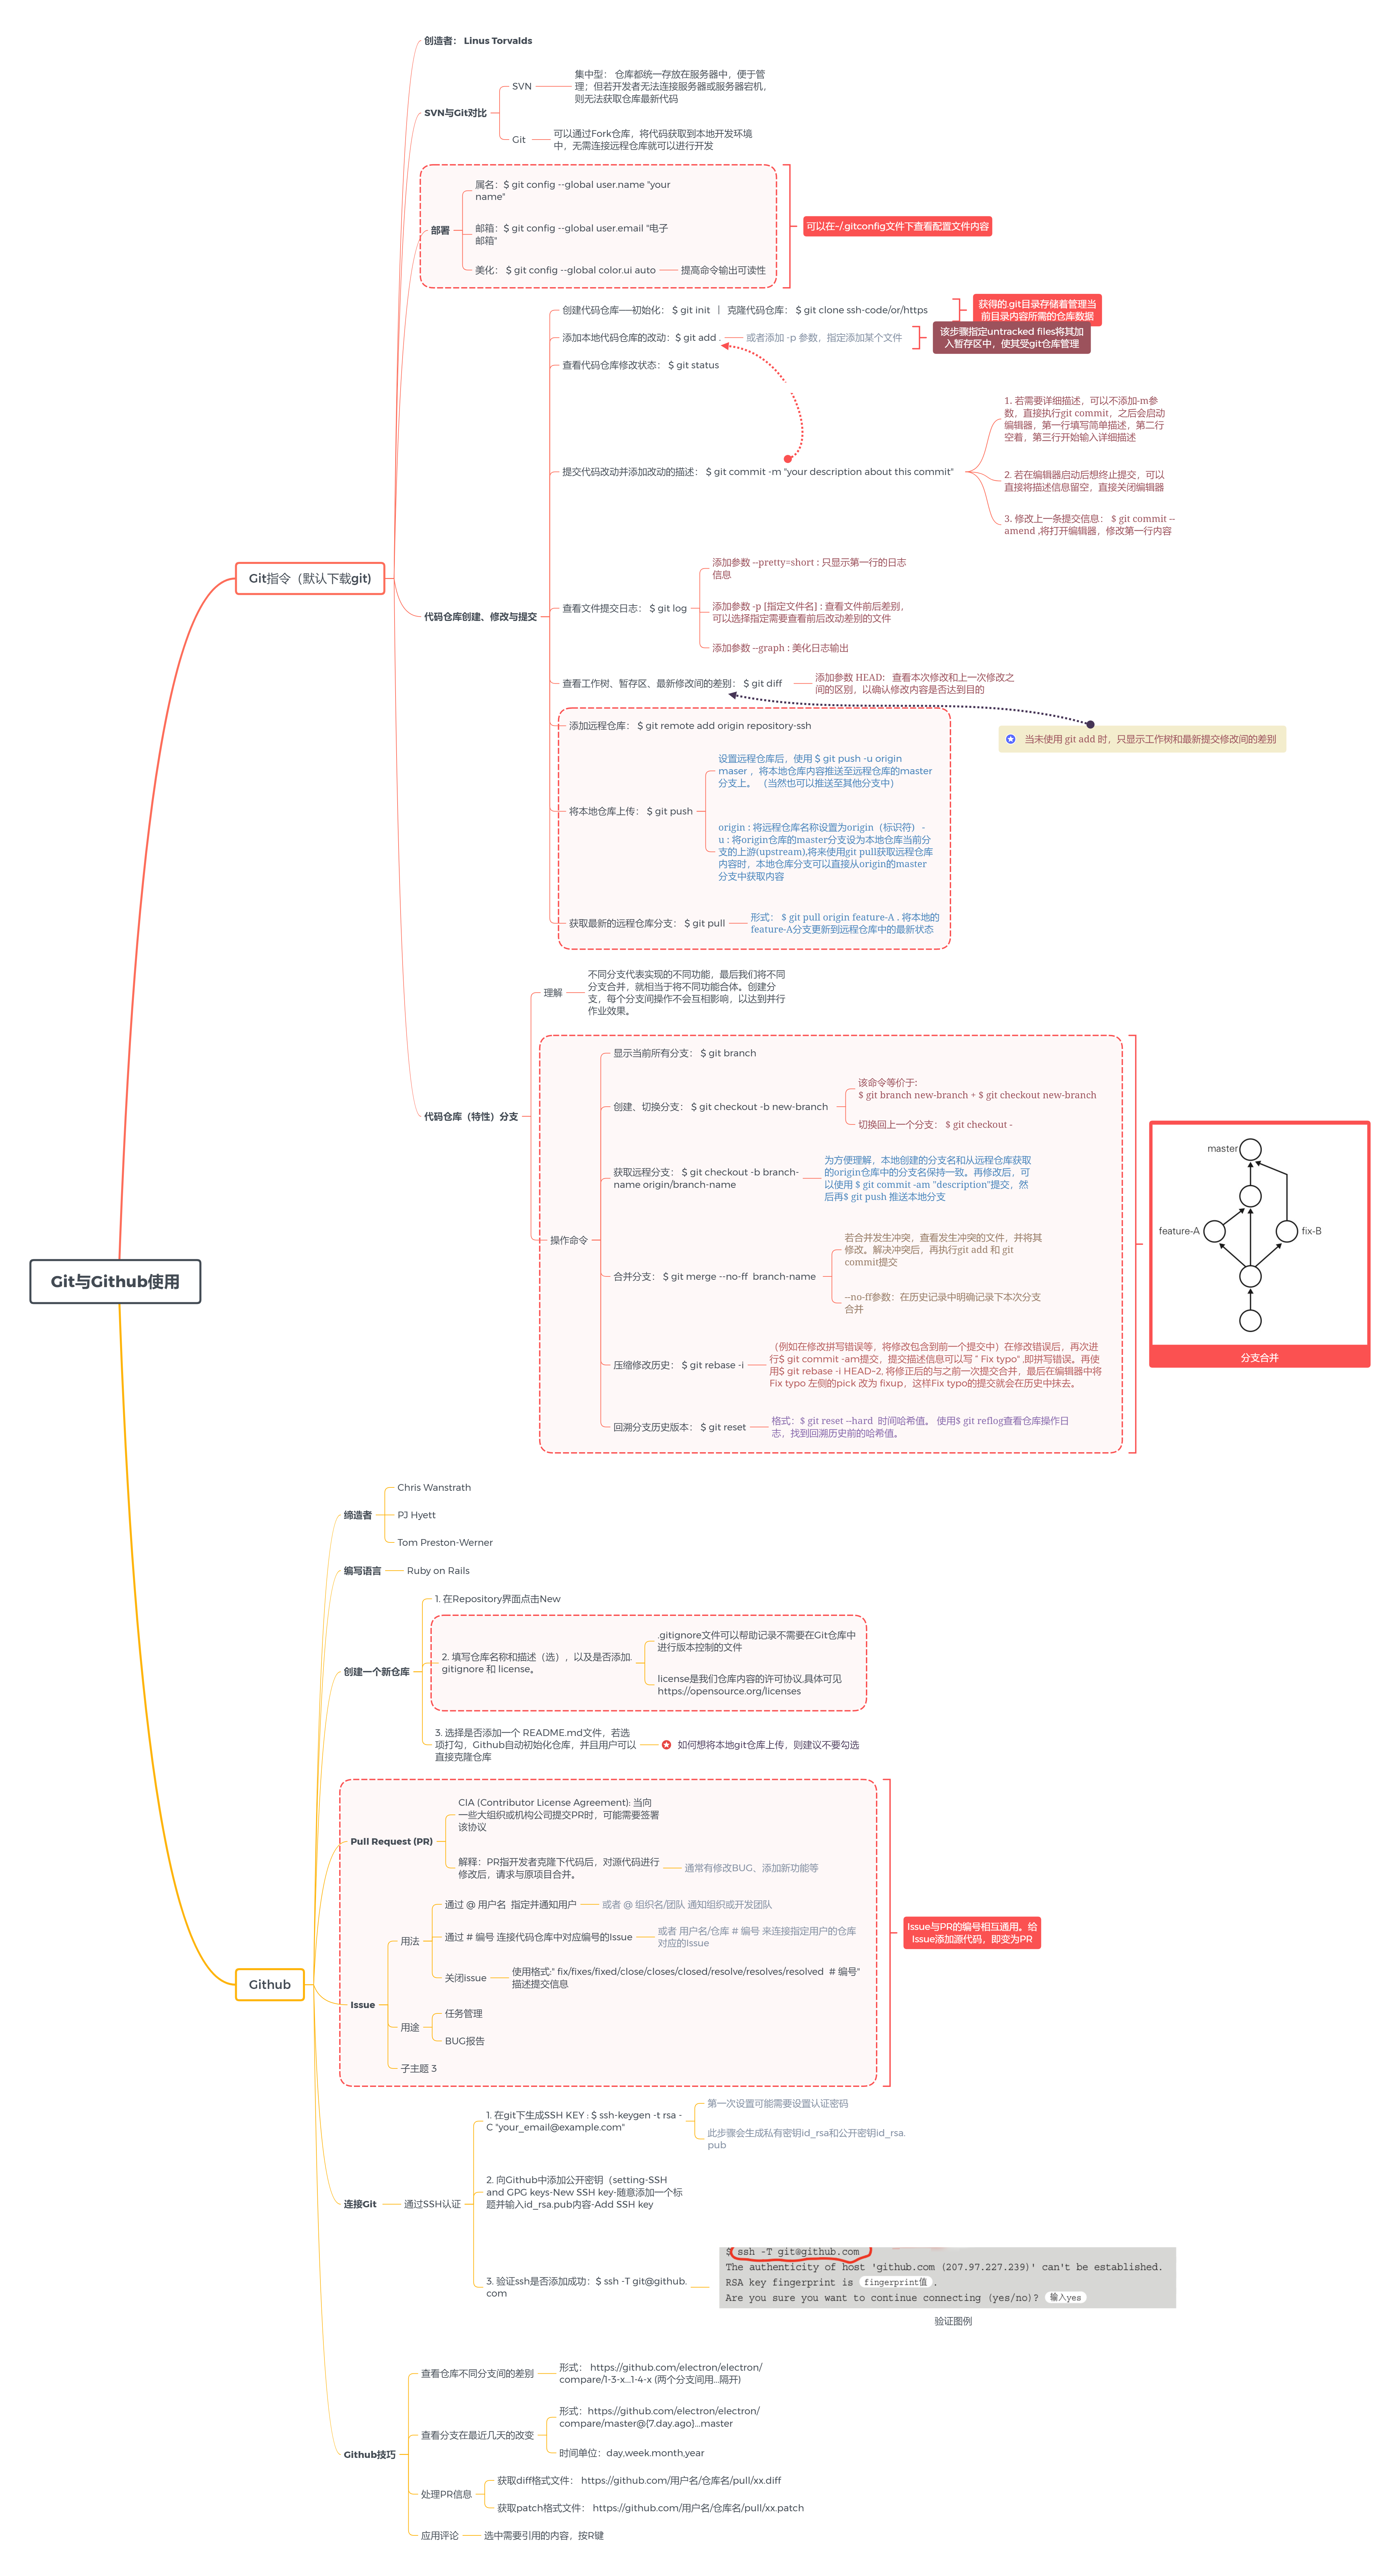 创造者： Linus Torvalds
SVN与Git对比
SVN
集中型： 仓库都统一存放在服务器中，便于管
理；但若开发者无法连接服务器或服务器宕机，
则无法获取仓库最新代码
Git
可以通过Fork仓库，将代码获取到本地开发环境
中，无需连接远程仓库就可以进行开发
部署
属名：$ git config --global user.name "your
name"
邮箱：$ git config --global user.email "电子
邮箱"
美化： $ git config --global color.ui auto
提高命令输出可读性
可以在~/.gitconfig文件下查看配置文件内容
Git指令（默认下载git)
代码仓库创建、修改与提交
创建代码仓库——初始化： $ git init ｜ 克隆代码仓库： $ git clone ssh-code/or/https
获得的.git目录存储着管理当
前目录内容所需的仓库数据
添加本地代码仓库的改动：$ git add .
或者添加 -p 参数，指定添加某个文件
该步骤指定untracked files将其加
入暂存区中，使其受git仓库管理
查看代码仓库修改状态： $ git status
提交代码改动并添加改动的描述： $ git commit -m "your description about this commit"
1. 若需要详细描述，可以不添加-m参
数，直接执行git commit，之后会启动
编辑器，第一行填写简单描述，第二行
空着，第三行开始输入详细描述
2. 若在编辑器启动后想终止提交，可以
直接将描述信息留空，直接关闭编辑器
3. 修改上一条提交信息： $ git commit --
amend ,将打开编辑器，修改第一行内容
查看文件提交日志： $ git log
添加参数 --pretty=short : 只显示第一行的日志
信息
添加参数 -p [指定文件名] : 查看文件前后差别，
可以选择指定需要查看前后改动差别的文件
添加参数 --graph : 美化日志输出
查看工作树、暂存区、最新修改间的差别： $ git diff
添加参数 HEAD: 查看本次修改和上一次修改之
间的区别，以确认修改内容是否达到目的
当未使用 git add 时，只显示工作树和最新提交修改间的差别
添加远程仓库： $ git remote add origin repository-ssh
将本地仓库上传： $ git push
设置远程仓库后，使用 $ git push -u origin
maser ，将本地仓库内容推送至远程仓库的master
分支上。 （当然也可以推送至其他分支中）
origin : 将远程仓库名称设置为origin（标识符） -
u : 将origin仓库的master分支设为本地仓库当前分
支的上游(upstream),将来使用git pull获取远程仓库
内容时，本地仓库分支可以直接从origin的master
分支中获取内容
获取最新的远程仓库分支： $ git pull
形式： $ git pull origin feature-A . 将本地的
feature-A分支更新到远程仓库中的最新状态
代码仓库（特性）分支
理解
不同分支代表实现的不同功能，最后我们将不同
分支合并，就相当于将不同功能合体。创建分
支，每个分支间操作不会互相影响，以达到并行
作业效果。
操作命令
显示当前所有分支： $ git branch
创建、切换分支： $ git checkout -b new-branch
该命令等价于:
$ git branch new-branch + $ git checkout new-branch
切换回上一个分支： $ git checkout -
获取远程分支： $ git checkout -b branch-
name origin/branch-name
为方便理解，本地创建的分支名和从远程仓库获取
的origin仓库中的分支名保持一致。再修改后，可
以使用 $ git commit -am "description"提交，然
后再$ git push 推送本地分支
合并分支： $ git merge --no-ff branch-name
若合并发生冲突，查看发生冲突的文件，并将其
修改。解决冲突后，再执行git add 和 git
commit提交
--no-ff参数：在历史记录中明确记录下本次分支
合并
压缩修改历史： $ git rebase -i
（例如在修改拼写错误等，将修改包含到前一个提交中）在修改错误后，再次进
行$ git commit -am提交，提交描述信息可以写 " Fix typo" ,即拼写错误。再使
用$ git rebase -i HEAD~2, 将修正后的与之前一次提交合并，最后在编辑器中将
Fix typo 左侧的pick 改为 fixup，这样Fix typo的提交就会在历史中抹去。
回溯分支历史版本： $ git reset
格式：$ git reset --hard 时间哈希值。 使用$ git reflog查看仓库操作日
志，找到回溯历史前的哈希值。
master
feature-A
fix-B
分支合并
Git与Github使用
Github
缔造者
Chris Wanstrath
PJ Hyett
Tom Preston-Werner
编写语言
Ruby on Rails
创建一个新仓库
1. 在Repository界面点击New
2. 填写仓库名称和描述（选），以及是否添加.
gitignore 和 license。
.gitignore文件可以帮助记录不需要在Git仓库中
进行版本控制的文件
license是我们仓库内容的许可协议,具体可见
https://opensource.org/licenses
3. 选择是否添加一个 README.md文件，若选
项打勾，Github自动初始化仓库，并且用户可以
直接克隆仓库
如何想将本地git仓库上传，则建议不要勾选
Pull Request (PR)
CIA (Contributor License Agreement): 当向
一些大组织或机构公司提交PR时，可能需要签署
该协议
解释：PR指开发者克隆下代码后，对源代码进行
修改后，请求与原项目合并。
通常有修改BUG、添加新功能等
Issue
用法
通过 @ 用户名 指定并通知用户
或者 @ 组织名/团队 通知组织或开发团队
通过 # 编号 连接代码仓库中对应编号的Issue
或者 用户名/仓库 # 编号 来连接指定用户的仓库
对应的Issue
关闭issue
使用格式:" fix/fixes/fixed/close/closes/closed/resolve/resolves/resolved # 编号"
描述提交信息
用途
任务管理
BUG报告
子主题 3
Issue与PR的编号相互通用。给
Issue添加源代码，即变为PR
连接Git
通过SSH认证
1. 在git下生成SSH KEY : $ ssh-keygen -t rsa -
C "your_email@example.com"
第一次设置可能需要设置认证密码
此步骤会生成私有密钥id_rsa和公开密钥id_rsa.
pub
2. 向Github中添加公开密钥（setting-SSH
and GPG keys-New SSH key-随意添加一个标
题并输入id_rsa.pub内容-Add SSH key
3. 验证ssh是否添加成功：$ ssh -T git@github.
com
$ ssh -T git@github.com
The authenticity of host 'github.com (207.97.227.239)' can't be established.
RSA key fingerprint is fingerprint值 .
Are you sure you want to continue connecting (yes/no)? 输入yes
验证图例
Github技巧
查看仓库不同分支间的差别
形式： https://github.com/electron/electron/
compare/1-3-x...1-4-x (两个分支间用...隔开)
查看分支在最近几天的改变
形式：https://github.com/electron/electron/
compare/master@{7.day.ago}...master
时间单位：day,week.month,year
处理PR信息
获取diff格式文件： https://github.com/用户名/仓库名/pull/xx.diff
获取patch格式文件： https://github.com/用户名/仓库名/pull/xx.patch
应用评论
选中需要引用的内容，按R键